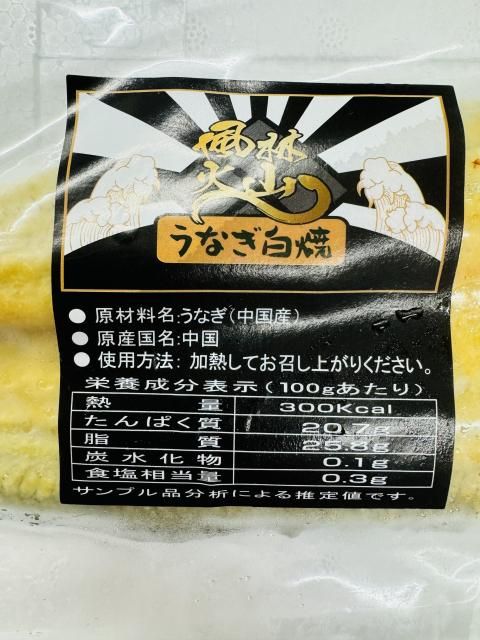 風林火山
うなぎ白焼
● 原材料名:うなぎ(中国産)
● 原産国名:中国
● 使用方法: 加熱してお召し上がりください。
栄養成分表示(100gあたり)
熱量 300Kcal
たんぱく質 20.7g
脂質 25.8g
炭水化物 0.1g
食塩相当量 0.3g
サンプル品分析による推定値です。